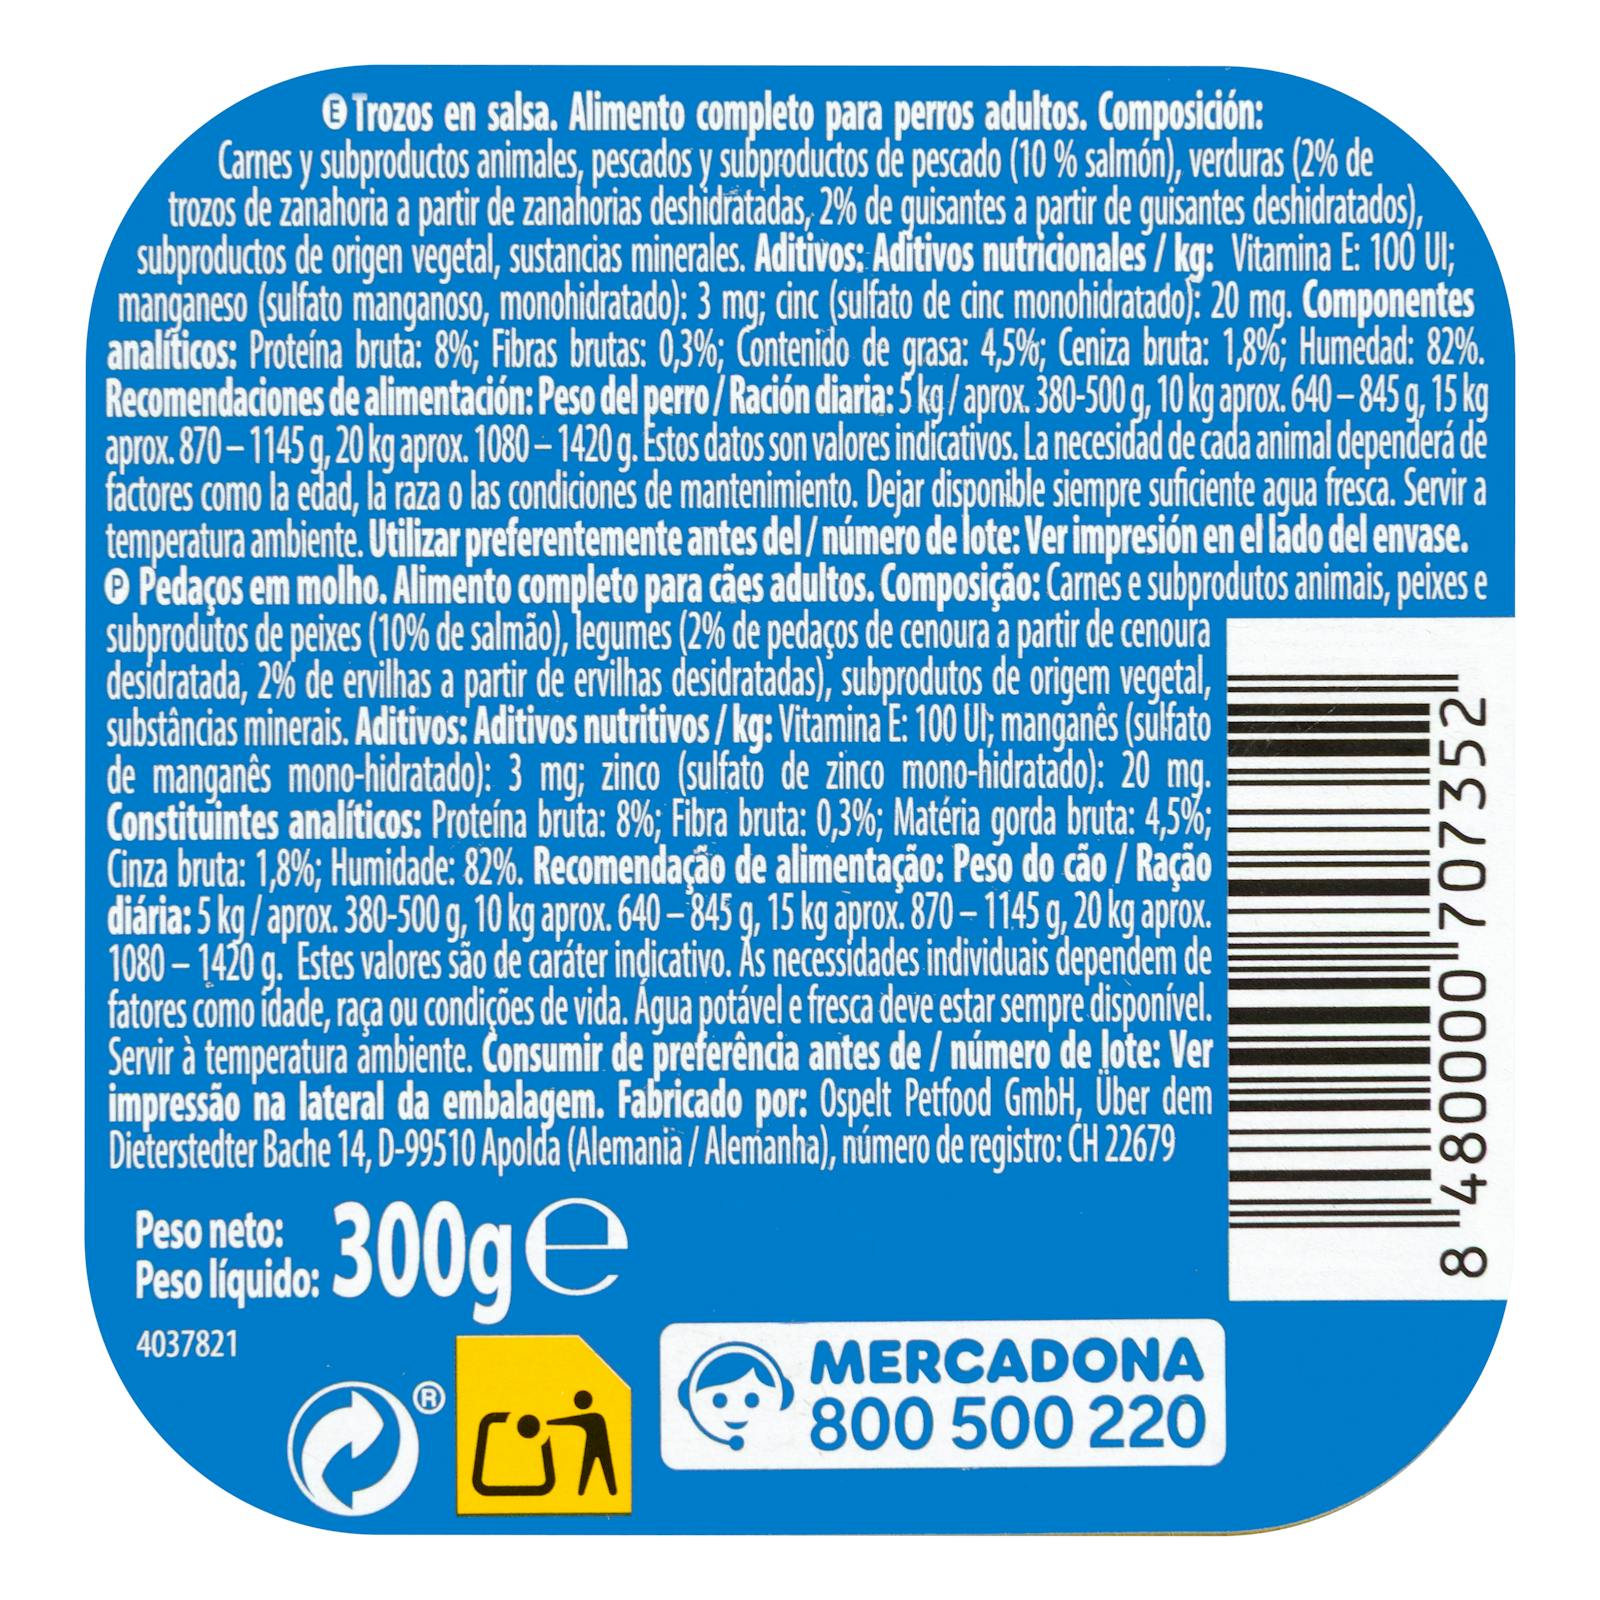 E Trozos en salsa. Alimento completo para perros adultos. Composición:
Carnes y subproductos animales, pescados y subproductos de pescado (10 % salmón), verduras (2% de
trozos de zanahoria a partir de zanahorias deshidratadas, 2% de guisantes a partir de guisantes deshidratados),
subproductos de origen vegetal, sustancias minerales. Aditivos: Aditivos nutricionales / kg: Vitamina E: 100 UI;
manganeso (sulfato manganoso, monohidratado): 3 mg; cinc (sulfato de cinc monohidratado): 20 mg. Componentes
analíticos: Proteína bruta: 8%; Fibras brutas: 0,3%; Contenido de grasa: 4,5%; Ceniza bruta: 1,8%; Humedad: 82%.
Recomendaciones de alimentación: Peso del perro / Ración diaria: 5 kg / aprox. 380-500 g, 10 kg aprox. 640 – 845 g, 15 kg
aprox. 870 – 1145 g, 20 kg aprox. 1080 – 1420 g. Estos datos son valores indicativos. La necesidad de cada animal dependerá de
factores como la edad, la raza o las condiciones de mantenimiento. Dejar disponible siempre suficiente agua fresca. Servir a
temperatura ambiente. Utilizar preferentemente antes del / número de lote: Ver impresión en el lado del envase.
P Pedaços em molho. Alimento completo para cães adultos. Composição: Carnes e subprodutos animais, peixes e
subprodutos de peixes (10% de salmão), legumes (2% de pedaços de cenoura a partir de cenoura
desidratada, 2% de ervilhas a partir de ervilhas desidratadas), subprodutos de origem vegetal,
substâncias minerais. Aditivos: Aditivos nutritivos / kg: Vitamina E: 100 UI; manganês (sulfato
de manganês mono-hidratado): 3 mg; zinco (sulfato de zinco mono-hidratado): 20 mg.
Constituintes analíticos: Proteína bruta: 8%; Fibra bruta: 0,3%; Matéria gorda bruta: 4,5%;
Cinza bruta: 1,8%; Humidade: 82%. Recomendação de alimentação: Peso do cão / Ração
diária: 5 kg / aprox. 380-500 g, 10 kg aprox. 640 – 845 g, 15 kg aprox. 870 – 1145 g, 20 kg aprox.
1080 – 1420 g. Estes valores são de caráter indicativo. As necessidades individuais dependem de
fatores como idade, raça ou condições de vida. Água potável e fresca deve estar sempre disponível.
Servir à temperatura ambiente. Consumir de preferência antes de / número de lote: Ver
impressão na lateral da embalagem. Fabricado por: Ospelt Petfood GmbH, Über dem
Dieterstedter Bache 14, D-99510 Apolda (Alemania / Alemanha), número de registro: CH 22679
8 480000 707352
Peso neto:
Peso líquido: 300g e
4037821
®
MERCADONA
800 500 220